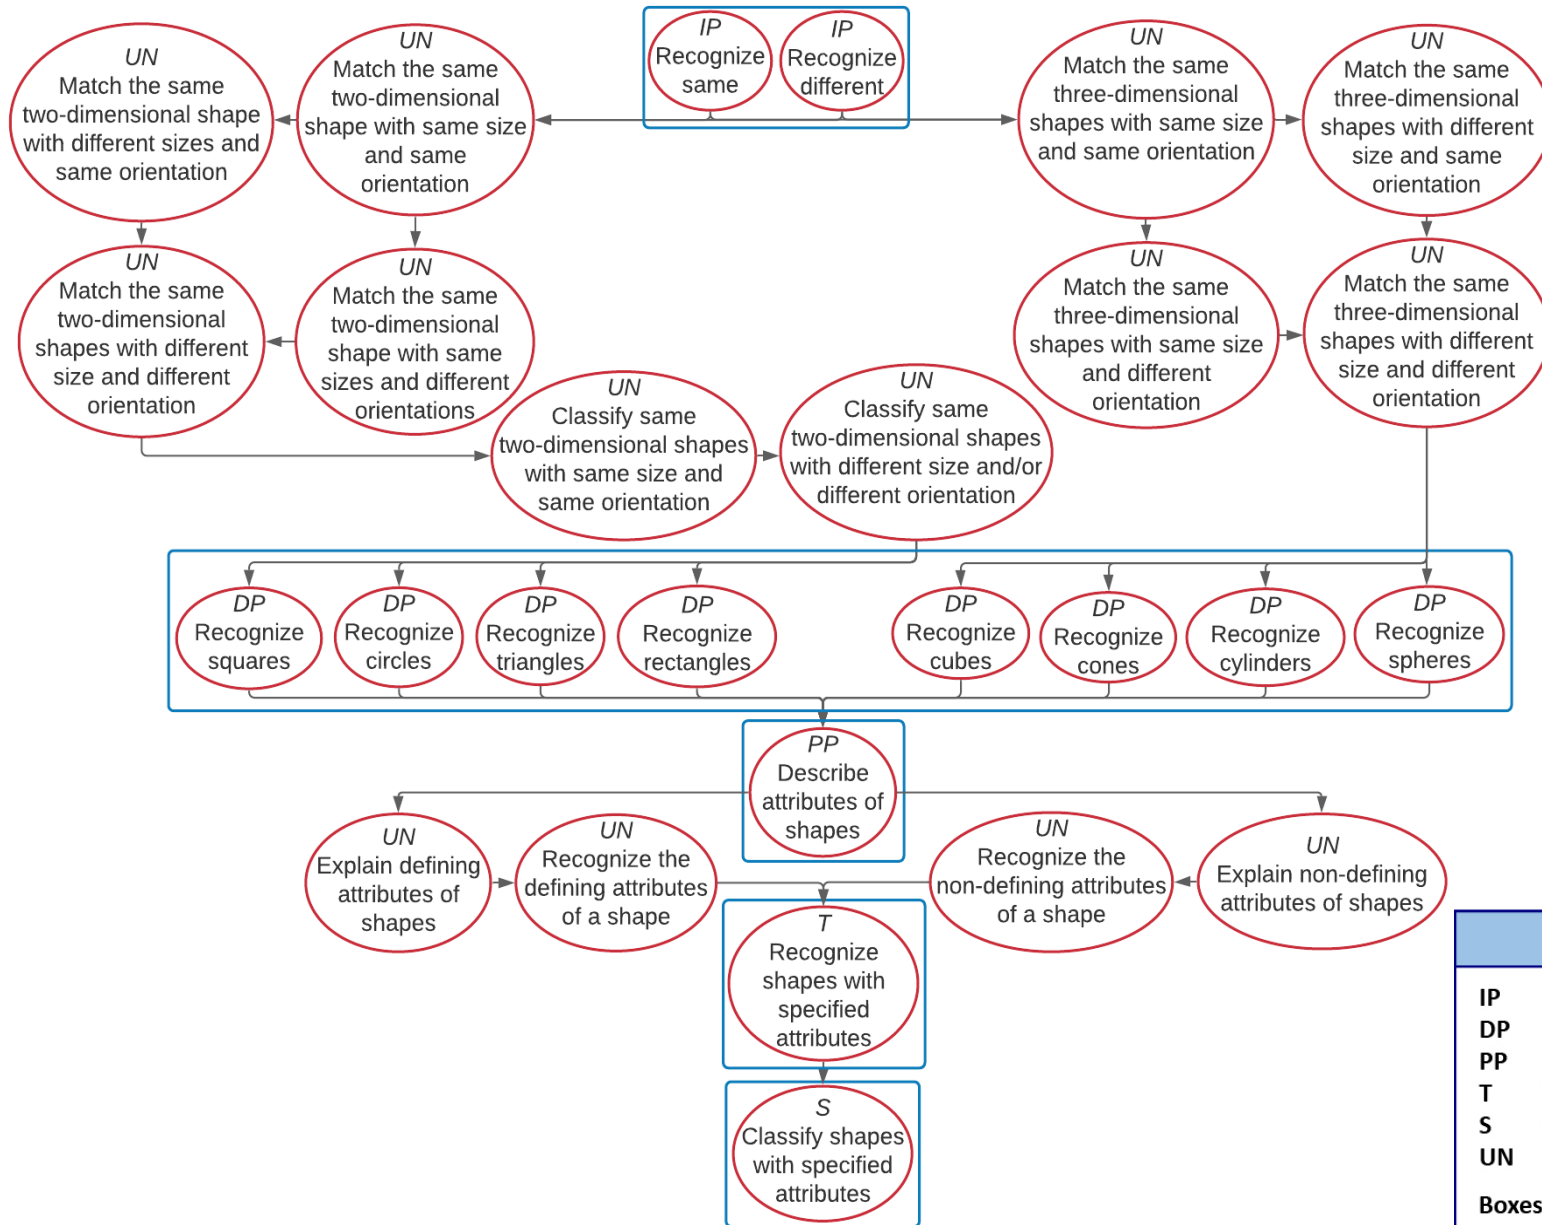 UN
Match the same
two-dimensional shape
with different sizes and
same orientation
UN
Match the same
two-dimensional
shape with same size
and same
orientation
IP
Recognize
same
IP
Recognize
different
UN
Match the same
three-dimensional
shapes with same size
and same orientation
UN
Match the same
three-dimensional
shapes with different
size and same
orientation
UN
Match the same
two-dimensional
shapes with different
size and different
orientation
UN
Match the same
two-dimensional
shape with same
sizes and different
orientations
UN
Match the same
three-dimensional
shapes with same size
and different
orientation
UN
Match the same
three-dimensional
shapes with different
size and different
orientation
UN
Classify same
two-dimensional shapes
with same size and
same orientation
UN
Classify same
two-dimensional shapes
with different size and/or
different orientation
DP
Recognize
squares
DP
Recognize
circles
DP
Recognize
triangles
DP
Recognize
rectangles
DP
Recognize
cubes
DP
Recognize
cones
DP
Recognize
cylinders
DP
Recognize
spheres
PP
Describe
attributes of
shapes
UN
Explain defining
attributes of
shapes
UN
Recognize the
defining attributes
of a shape
UN
Recognize the
non-defining attributes
of a shape
UN
Explain non-defining
attributes of shapes
T
Recognize
shapes with
specified
attributes
S
Classify shapes
with specified
attributes
IP
DP
PP
T
S
UN
Boxes